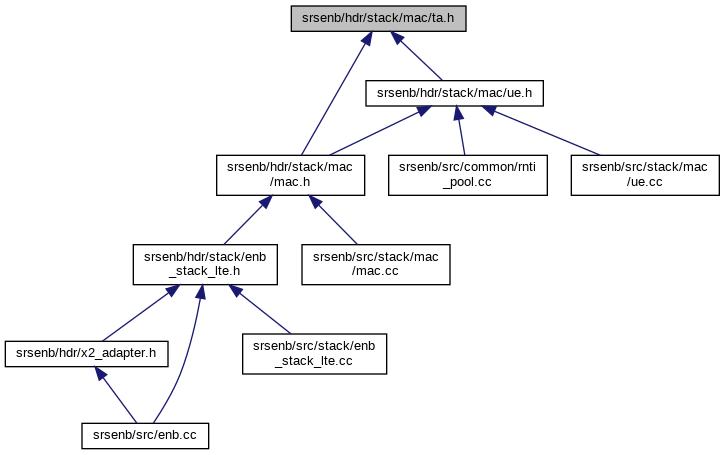 srsenb/hdr/stack/mac/ta.h
srsenb/hdr/stack/mac/ue.h
srsenb/hdr/stack/mac
/mac.h
srsenb/src/common/rnti
_pool.cc
srsenb/src/stack/mac
/ue.cc
srsenb/hdr/stack/enb
_stack_lte.h
srsenb/src/stack/mac
/mac.cc
srsenb/hdr/x2_adapter.h
srsenb/src/stack/enb
_stack_lte.cc
srsenb/src/enb.cc